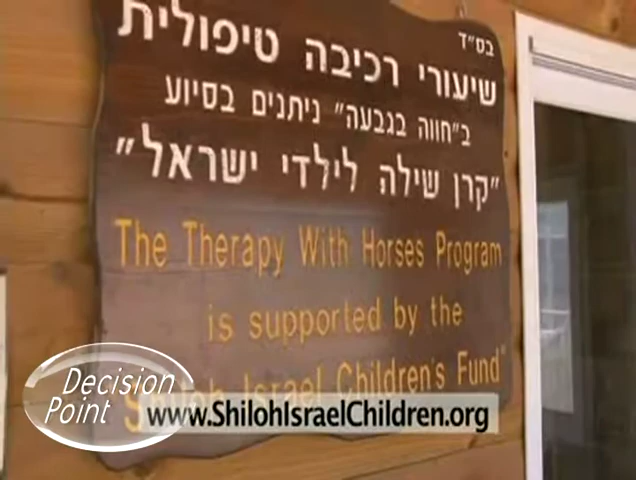 בס"ד
שיעורי רכיבה טיפולית
ב"חווה בגבעה" ניתנים בסיוע
"קרן שילה לילדי ישראל"
The Therapy With Horses Program
is supported by the
Shiloh Israel Children's Fund"
Decision
Point
www.ShilohIsraelChildren.org